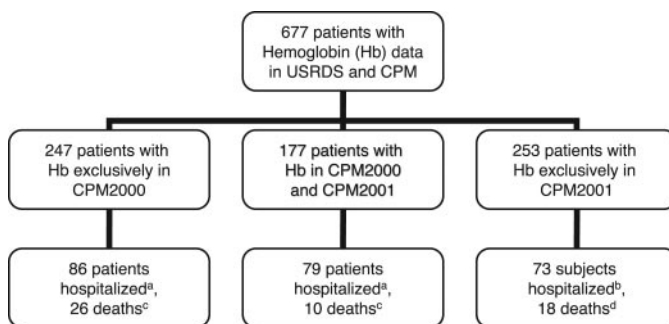 677 patients with
Hemoglobin (Hb) data
in USRDS and CPM
247 patients with
Hb exclusively in
CPM2000
177 patients with
Hb in CPM2000
and CPM2001
253 patients with
Hb exclusively in
CPM2001
86 patients
hospitalizedᵃ,
26 deathsᶜ
79 patients
hospitalizedᵃ,
10 deathsᶜ
73 subjects
hospitalizedᵇ,
18 deathsᵈ